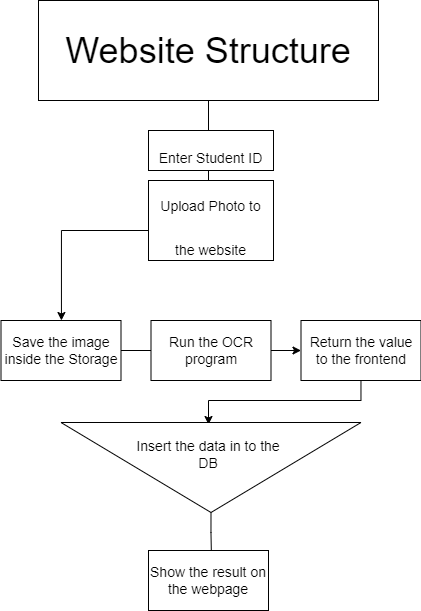 Website Structure
Enter Student ID
Upload Photo to
the website
Save the image
inside the Storage
Run the OCR
program
Return the value
to the frontend
Insert the data in to the
DB
Show the result on
the webpage